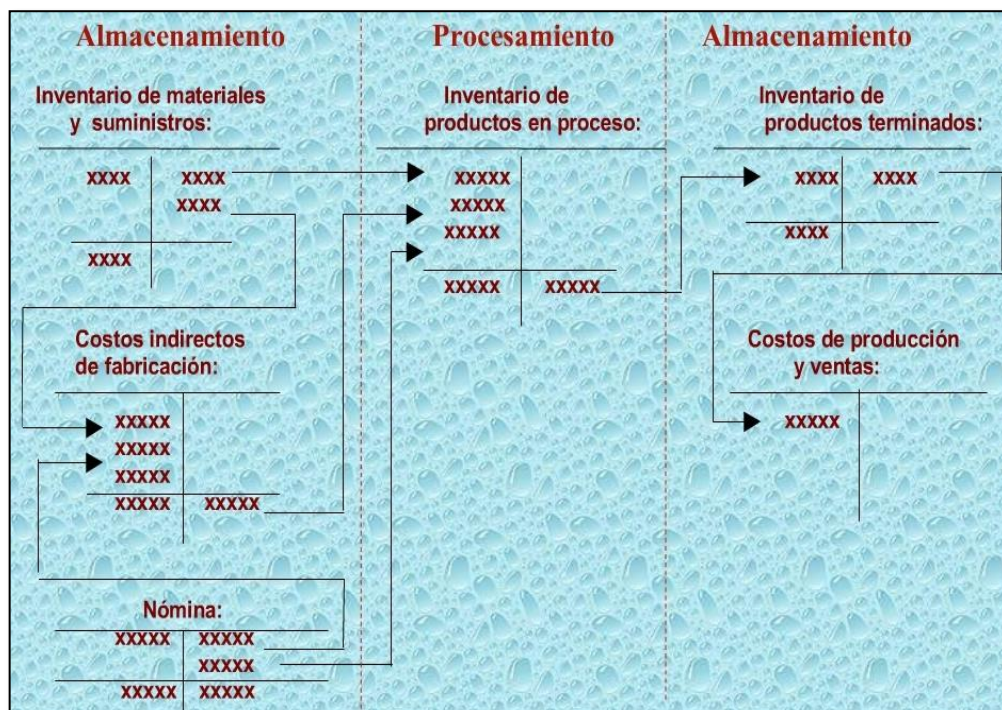 Almacenamiento
Inventario de materiales
y suministros:
xxxx xxxx
xxxx
xxxx
Costos indirectos
de fabricación:
xxxxx
xxxxx
xxxxx
xxxxx xxxxx
Nómina:
xxxxx xxxxx
xxxxx
xxxxx xxxxx
Procesamiento
Inventario de
productos en proceso:
xxxxx
xxxxx
xxxxx
xxxxx xxxxx
Almacenamiento
Inventario de
productos terminados:
xxxx xxxx
xxxx
Costos de producción
y ventas:
xxxxx